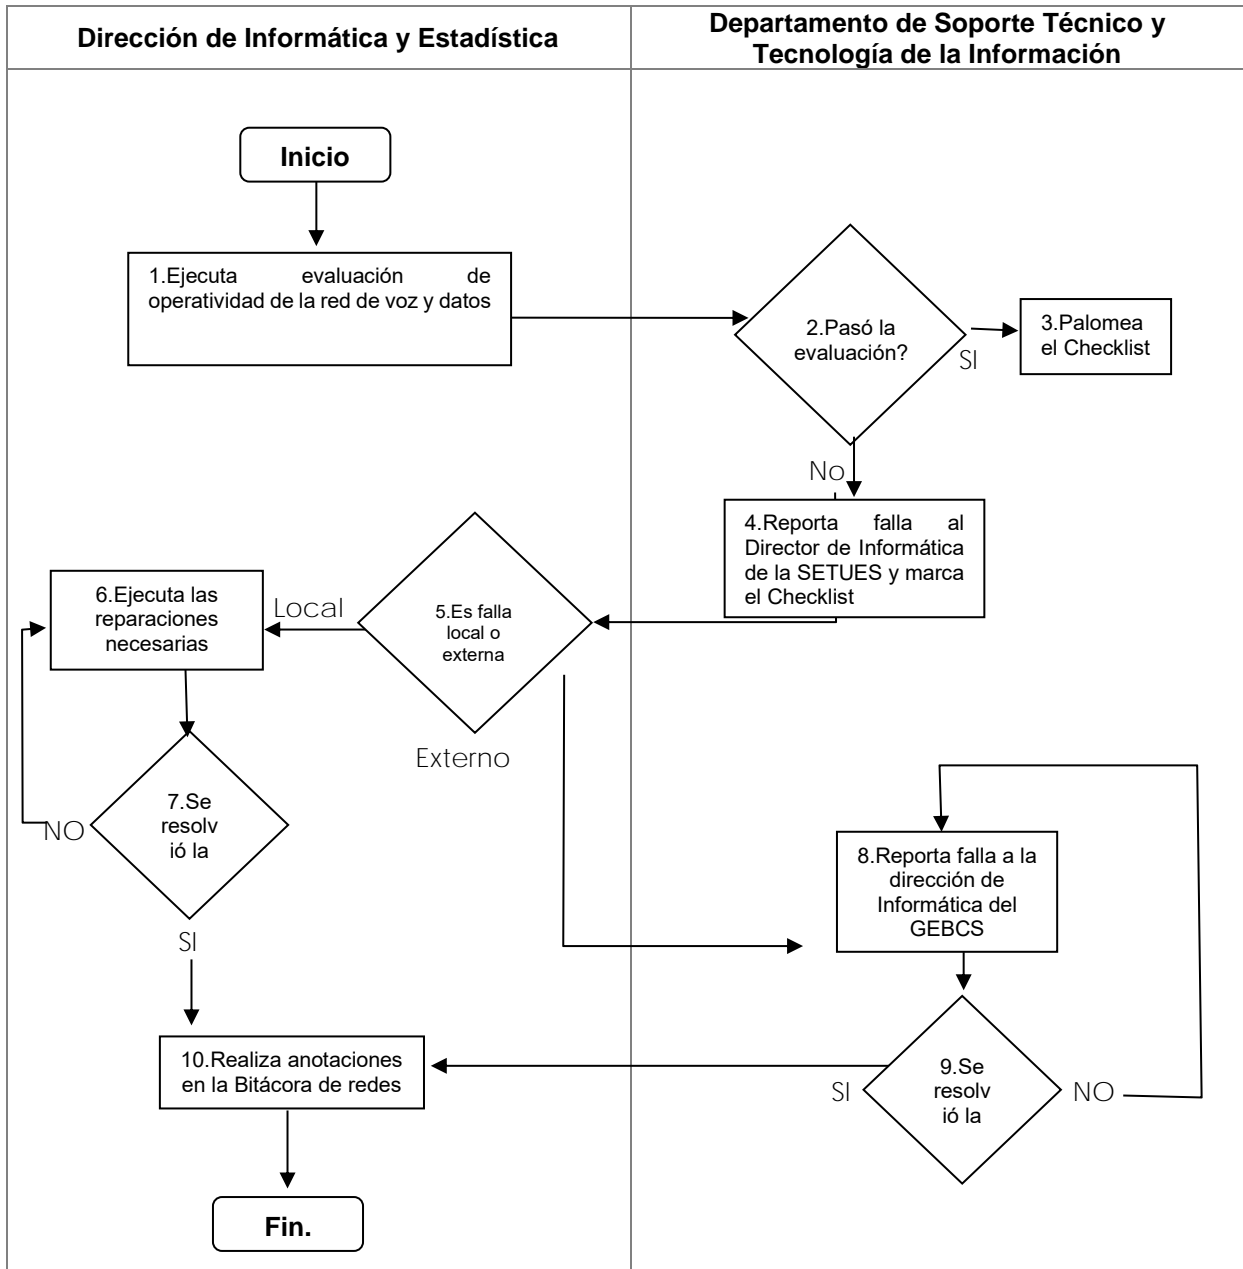 Dirección de Informática y Estadística
Departamento de Soporte Técnico y
Tecnología de la Información
Inicio
1.Ejecuta evaluación de
operatividad de la red de voz y datos
2.Pasó la
evaluación?
SI
3.Palomea
el Checklist
No
4.Reporta falla al
Director de Informática
de la SETUES y marca
el Checklist
5.Es falla
local o
externa
Local
Externo
6.Ejecuta las
reparaciones
necesarias
7.Se
resolv
ió la
NO
SI
8.Reporta falla a la
dirección de
Informática del
GEBCS
9.Se
resolv
ió la
SI
NO
10.Realiza anotaciones
en la Bitácora de redes
Fin.